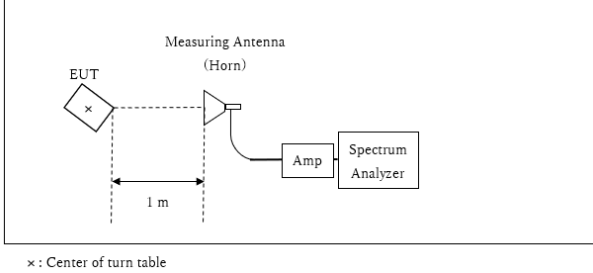 Measuring Antenna
(Horn)
EUT
×
Amp
Spectrum
Analyzer
1 m
× : Center of turn table